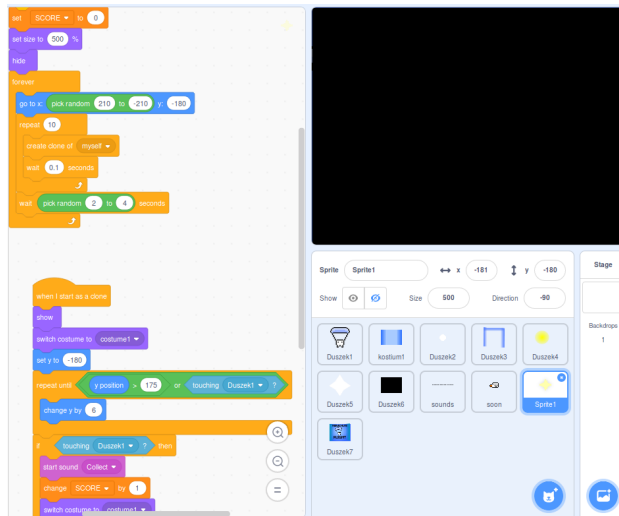 set SCORE to 0
set size to 500 %
hide
forever
go to x: pick random 210 to -210 y: -180
repeat 10
create clone of myself
wait 0.1 seconds
wait pick random 2 to 4 seconds
when I start as a clone
show
switch costume to costume1
set y to -180
repeat until y position > 175 or touching Duszek1 ?
change y by 6
if touching Duszek1 ? then
start sound Collect
change SCORE by 1
switch costume to costume1
Sprite Sprite1 x -181 y -180
Show Size 500 Direction -90
Duszek1 kostium1 Duszek2 Duszek3 Duszek4
Duszek5 Duszek6 sounds soon Sprite1
Duszek7
Stage
Backdrops
1